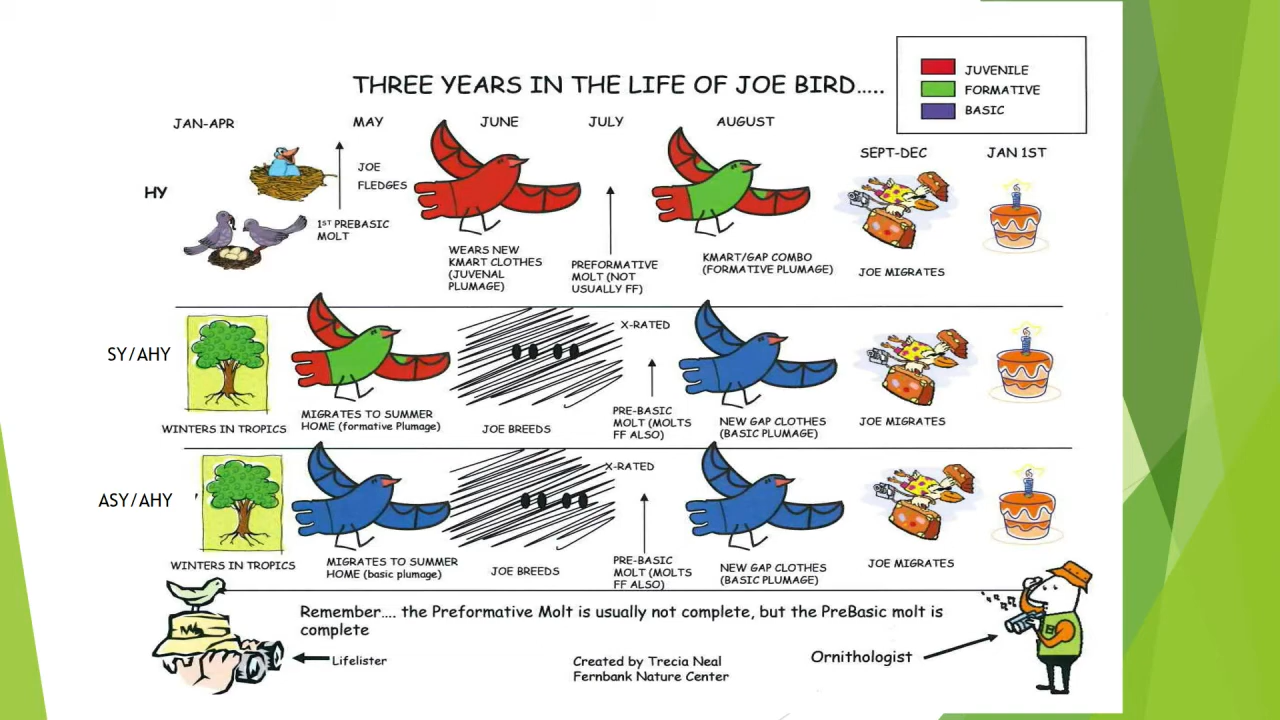 THREE YEARS IN THE LIFE OF JOE BIRD.....
JUVENILE
FORMATIVE
BASIC
JAN-APR
MAY
JUNE
JULY
AUGUST
SEPT-DEC
JAN 1ST
HY
JOE
FLEDGES
1ST PREBASIC
MOLT
WEARS NEW
KMART CLOTHES
(JUVENAL
PLUMAGE)
PREFORMATIVE
MOLT (NOT
USUALLY FF)
KMART/GAP COMBO
(FORMATIVE PLUMAGE)
JOE MIGRATES
SY/AHY
WINTERS IN TROPICS
MIGRATES TO SUMMER
HOME (formative Plumage)
JOE BREEDS
X-RATED
PRE-BASIC
MOLT (MOLTS
FF ALSO)
NEW GAP CLOTHES
(BASIC PLUMAGE)
JOE MIGRATES
ASY/AHY
WINTERS IN TROPICS
MIGRATES TO SUMMER
HOME (basic plumage)
JOE BREEDS
X-RATED
PRE-BASIC
MOLT (MOLTS
FF ALSO)
NEW GAP CLOTHES
(BASIC PLUMAGE)
JOE MIGRATES
Remember.... the Preformative Molt is usually not complete, but the PreBasic molt is
complete
Lifelister
Created by Trecia Neal
Fernbank Nature Center
Ornithologist